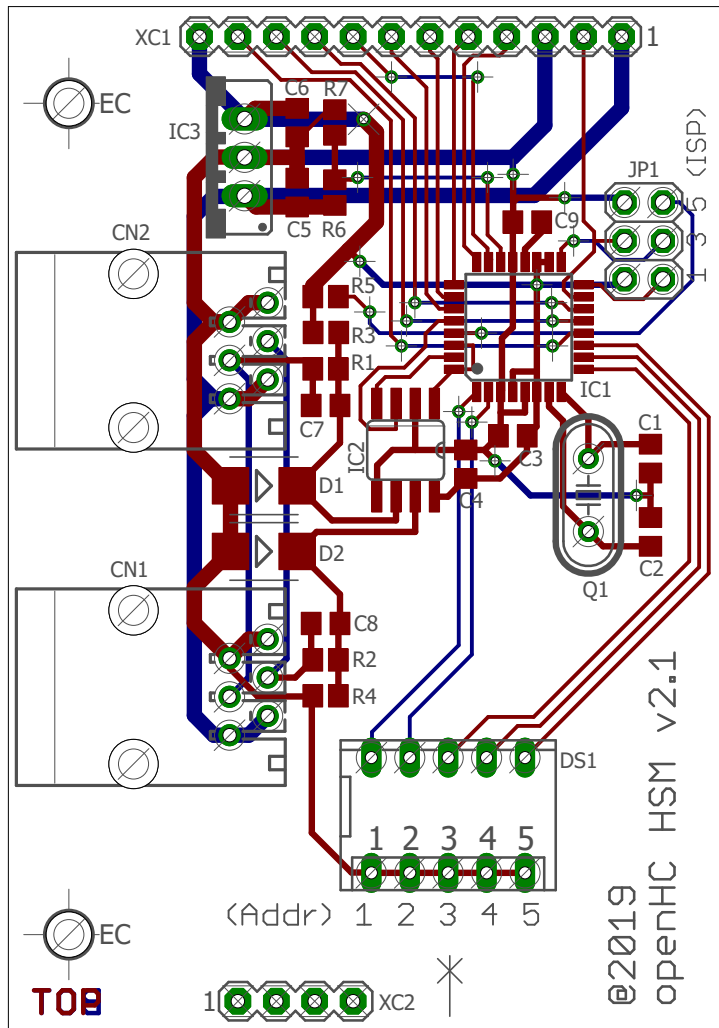 XC1
1
EC
C6
R7
IC3
C5
R6
C9
JP1
5 (ISP)
3
1
CN2
R5
R3
R1
C7
IC1
IC2
C3
C4
C1
C2
Q1
D1
D2
CN1
C8
R2
R4
DS1
1 2 3 4 5
(Addr) 1 2 3 4 5
@2019
openHC HSM v2.1
EC
1
XC2